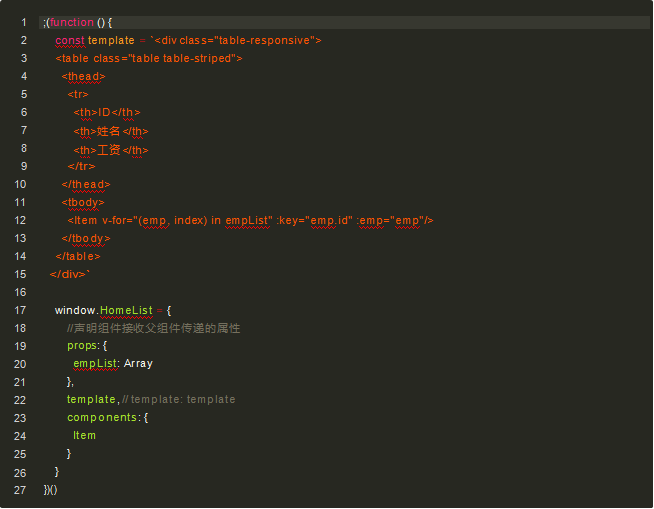 1 ;(function () {
2 const template = `<div class="table-responsive">
3 <table class="table table-striped">
4 <thead>
5 <tr>
6 <th>ID</th>
7 <th>姓名</th>
8 <th>工资</th>
9 </tr>
10 </thead>
11 <tbody>
12 <Item v-for="(emp, index) in empList" :key="emp.id" :emp="emp"/>
13 </tbody>
14 </table>
15 </div>`
16
17 window.HomeList = {
18 //声明组件接收父组件传递的属性
19 props: {
20 empList: Array
21 },
22 template, // template: template
23 components: {
24 Item
25 }
26 }
27 })()